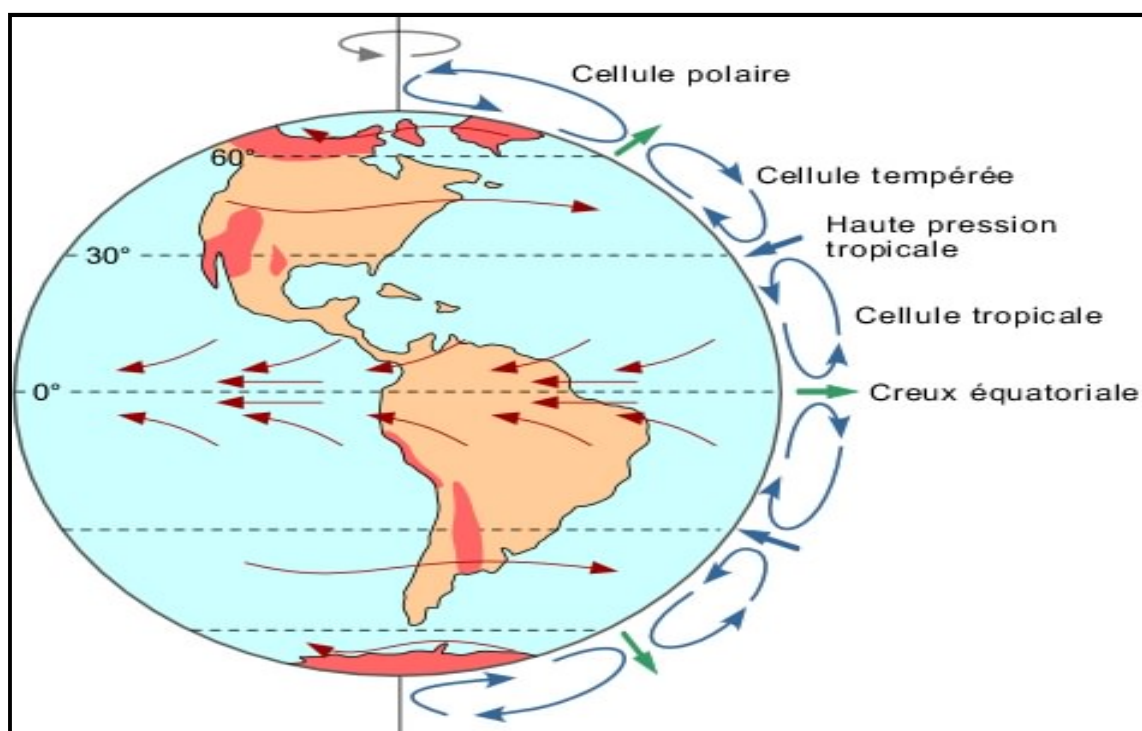 Cellule polaire
60°
Cellule tempérée
Haute pression
tropicale
30°
Cellule tropicale
0°
Creux équatoriale